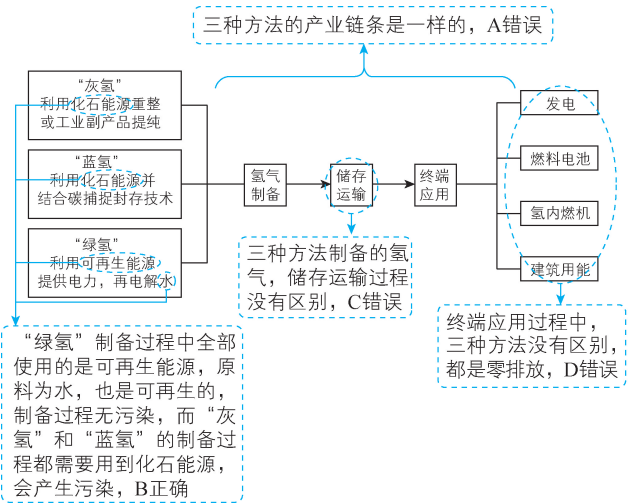 三种方法的产业链条是一样的，A错误
“灰氢”
利用化石能源重整
或工业副产品提纯
“蓝氢”
利用化石能源并
结合碳捕捉封存技术
“绿氢”
利用可再生能源
提供电力，再电解水
氢气
制备
储存
运输
终端
应用
发电
燃料电池
氢内燃机
建筑用能
三种方法制备的氢
气，储存运输过程
没有区别，C错误
终端应用过程中，
三种方法没有区别，
都是零排放，D错误
“绿氢”制备过程中全部
使用的是可再生能源，原
料为水，也是可再生的，
制备过程无污染，而“灰
氢”和“蓝氢”的制备过
程都需要用到化石能源，
会产生污染，B正确